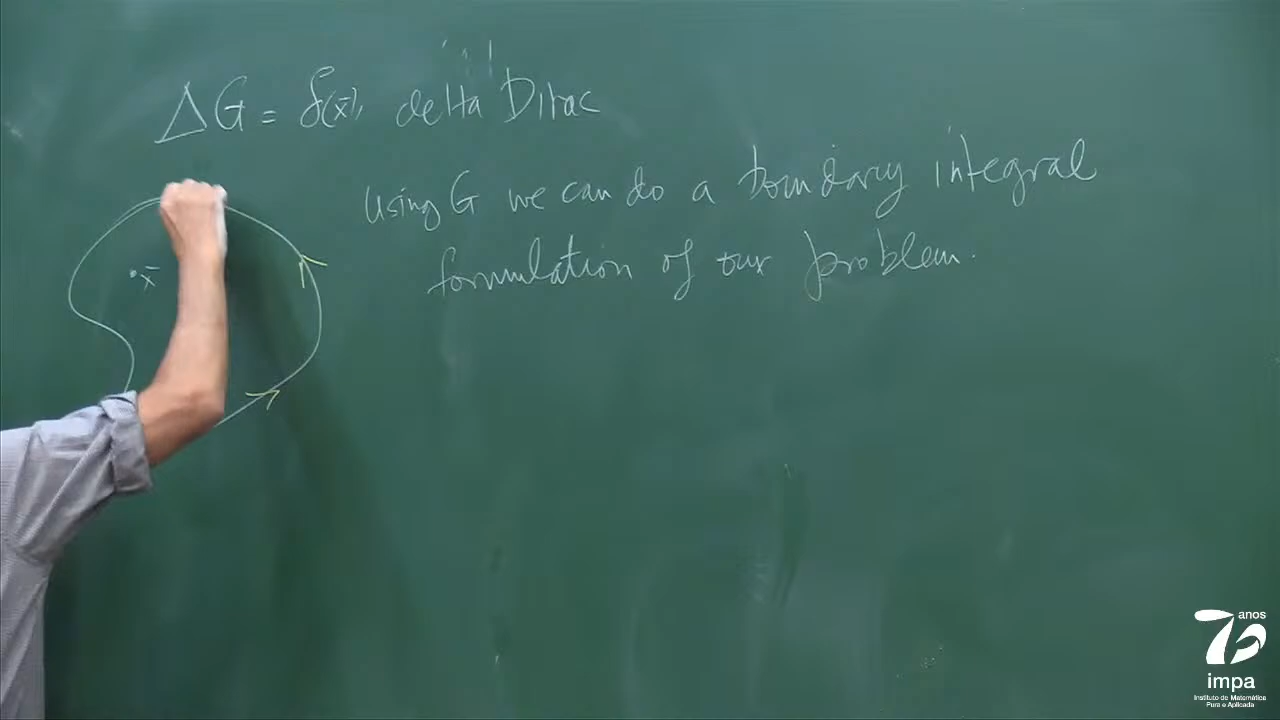 ΔG = δ(x̄), delta Dirac
Using G we can do a boundary integral
formulation of our problem.
x̄
70 anos
impa
Instituto de Matemática
Pura e Aplicada